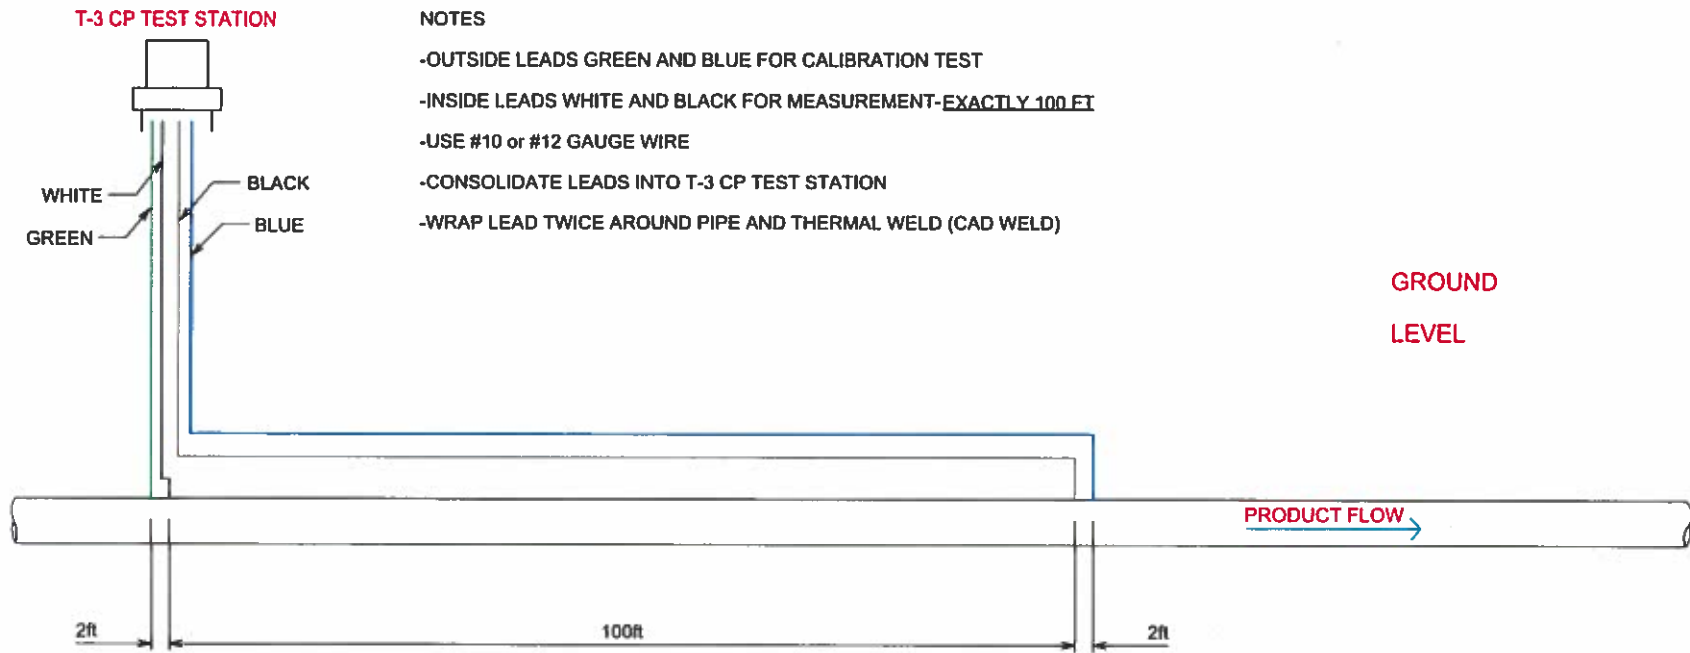 T-3 CP TEST STATION
NOTES
-OUTSIDE LEADS GREEN AND BLUE FOR CALIBRATION TEST
-INSIDE LEADS WHITE AND BLACK FOR MEASUREMENT-EXACTLY 100 FT
-USE #10 or #12 GAUGE WIRE
-CONSOLIDATE LEADS INTO T-3 CP TEST STATION
-WRAP LEAD TWICE AROUND PIPE AND THERMAL WELD (CAD WELD)
WHITE
BLACK
GREEN
BLUE
GROUND
LEVEL
PRODUCT FLOW
2ft
100ft
2ft